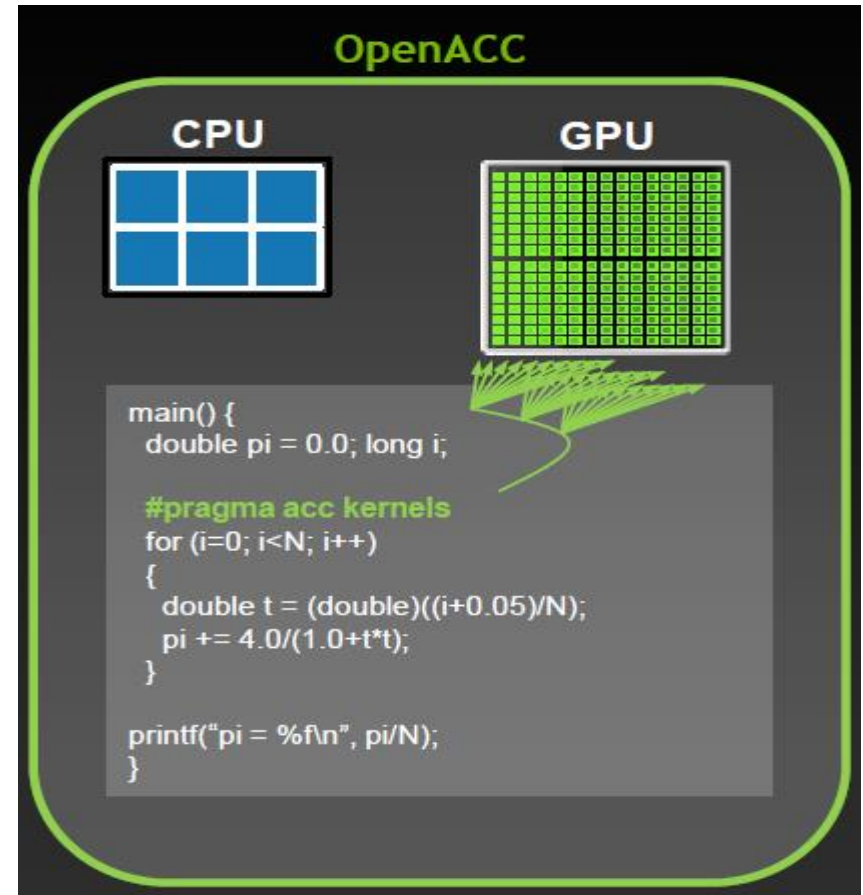 OpenACC
CPU
GPU
main() {
double pi = 0.0; long i;
#pragma acc kernels
for (i=0; i<N; i++)
{
double t = (double)((i+0.05)/N);
pi += 4.0/(1.0+t*t);
}
printf(“pi = %f\n”, pi/N);
}